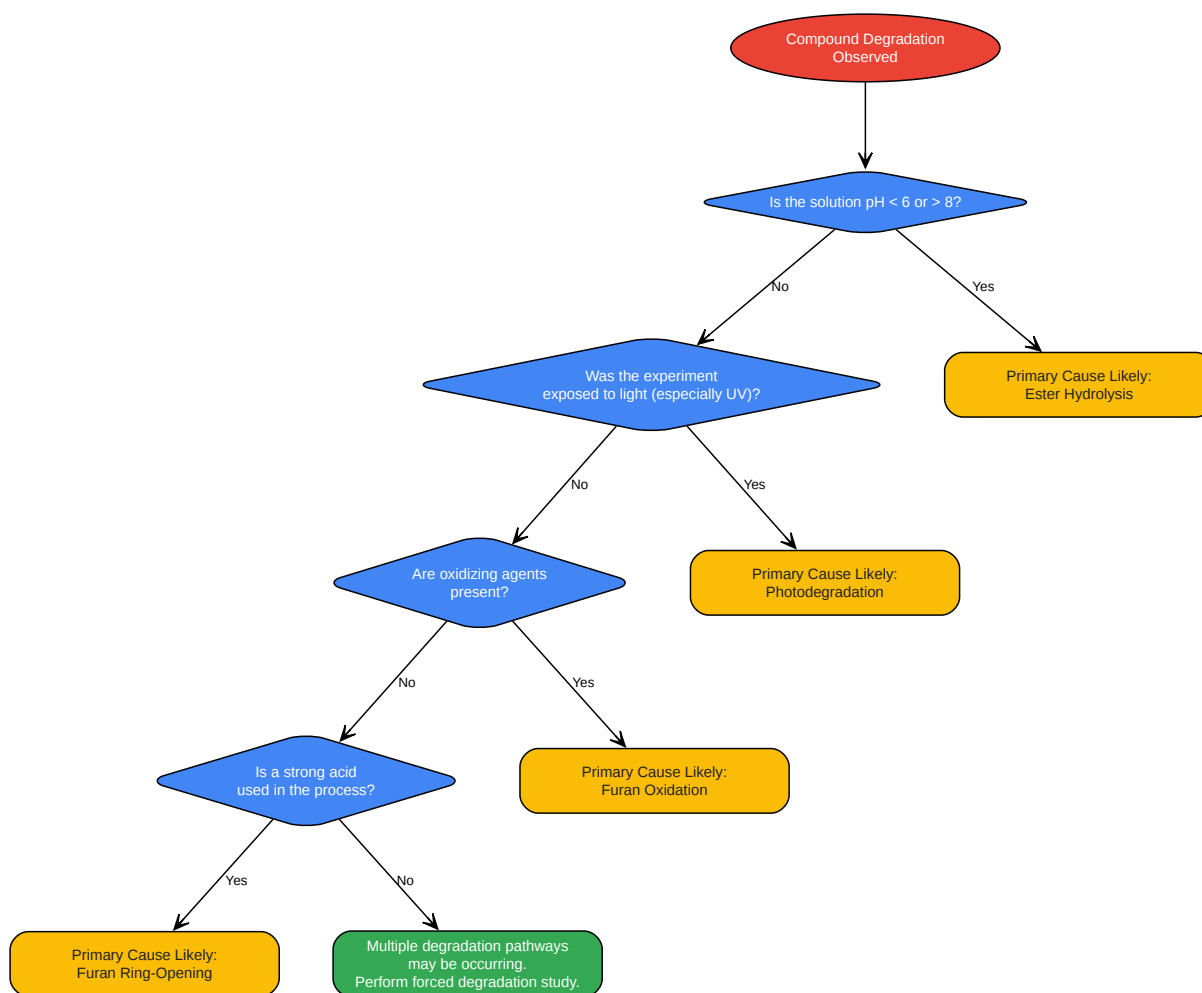 Compound Degradation
Observed
Is the solution pH < 6 or > 8?
No
Yes
Was the experiment
exposed to light (especially UV)?
Primary Cause Likely:
Ester Hydrolysis
No
Yes
Are oxidizing agents
present?
Primary Cause Likely:
Photodegradation
No
Yes
Is a strong acid
used in the process?
Primary Cause Likely:
Furan Oxidation
Yes
No
Primary Cause Likely:
Furan Ring-Opening
Multiple degradation pathways
may be occurring.
Perform forced degradation study.